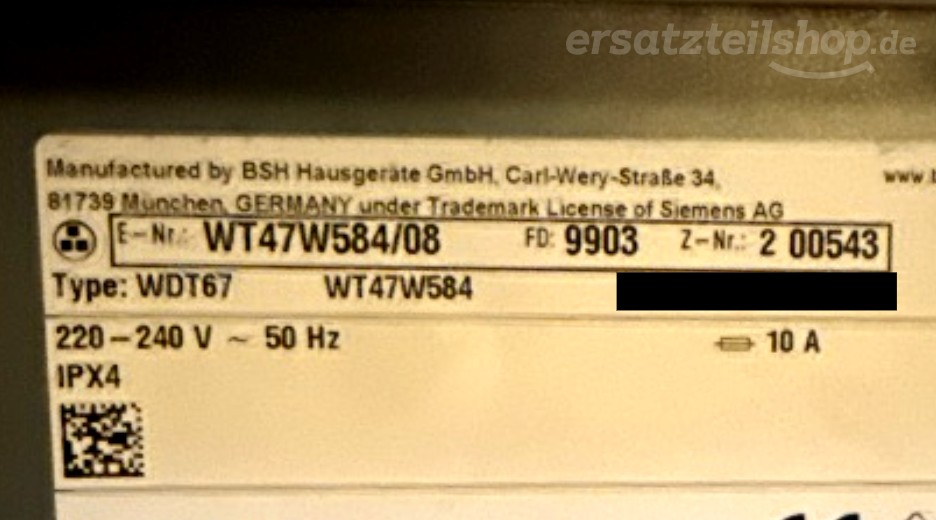 ersatzteilshop.de
Manufactured by BSH Hausgeräte GmbH, Carl-Wery-Straße 34,
81739 München, GERMANY under Trademark License of Siemens AG
E-Nr.: WT47W584/08 FD: 9903 Z-Nr.: 2 00543
Type: WDT67 WT47W584
220-240 V ~ 50 Hz 10 A
IPX4